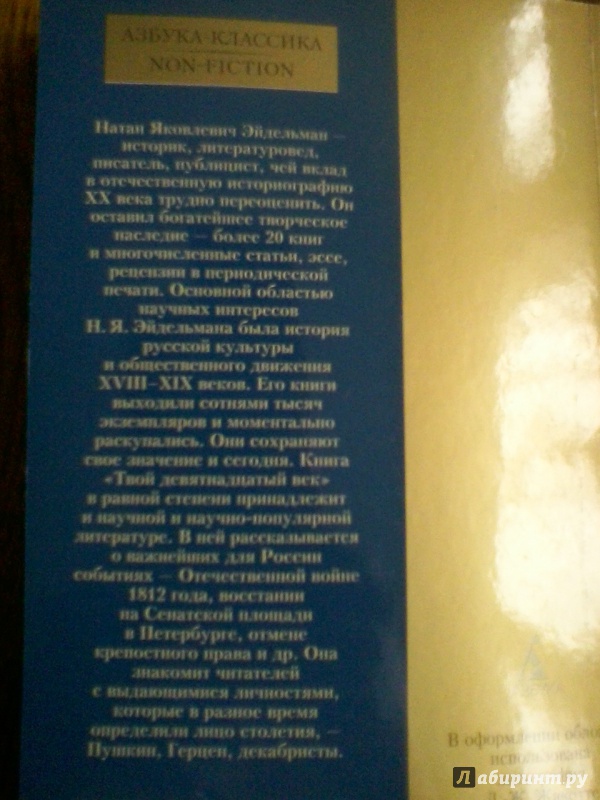 АЗБУКА-КЛАССИКА
NON-FICTION
Натан Яковлевич Эйдельман —
историк, литературовед,
писатель, публицист, чей вклад
в отечественную историографию
XX века трудно переоценить. Он
оставил богатейшее творческое
наследие — более 20 книг
и многочисленные статьи, эссе,
рецензии в периодической
печати. Основной областью
научных интересов
Н. Я. Эйдельмана была история
русской культуры
и общественного движения
XVIII–XIX веков. Его книги
выходили сотнями тысяч
экземпляров и моментально
раскупались. Они сохраняют
свое значение и сегодня. Книга
«Твой девятнадцатый век»
в равной степени принадлежит
и научной и научно-популярной
литературе. В ней рассказывается
о важнейших для России
событиях — Отечественной войне
1812 года, восстании
на Сенатской площади
в Петербурге, отмене
крепостного права и др. Она
знакомит читателей
с выдающимися личностями,
которые в разное время
определили лицо столетия, —
Пушкин, Герцен, декабристы.
В оформлении
использован
Лабиринт.ру